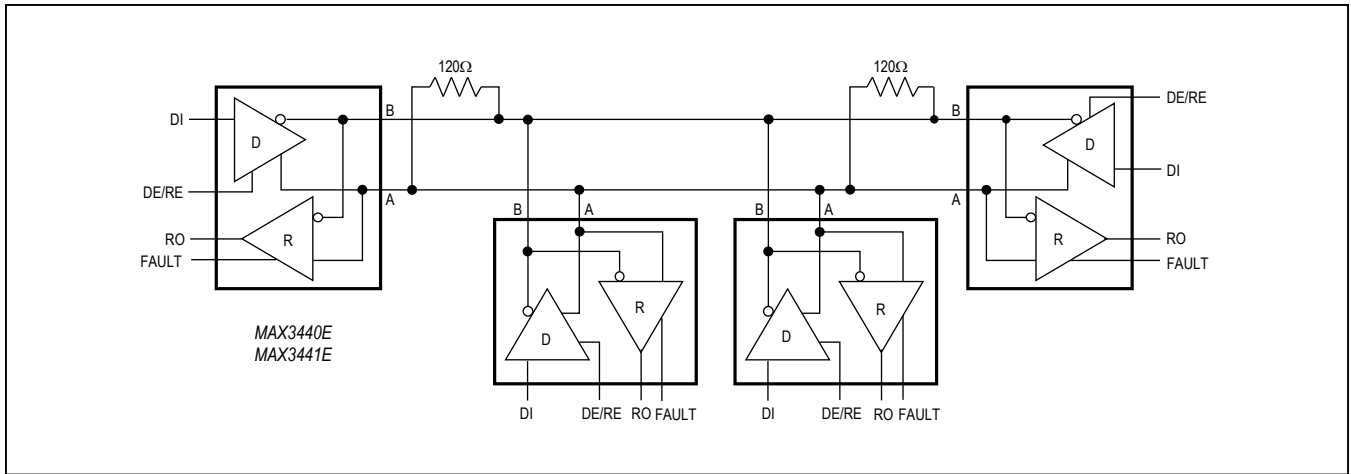 120Ω 120Ω
B B DE/RE
DI D D
DI
DE/RE A B A B A A
RO R R RO
FAULT FAULT
R R
MAX3440E D D
MAX3441E
DI DE/RE RO FAULT DI DE/RE RO FAULT